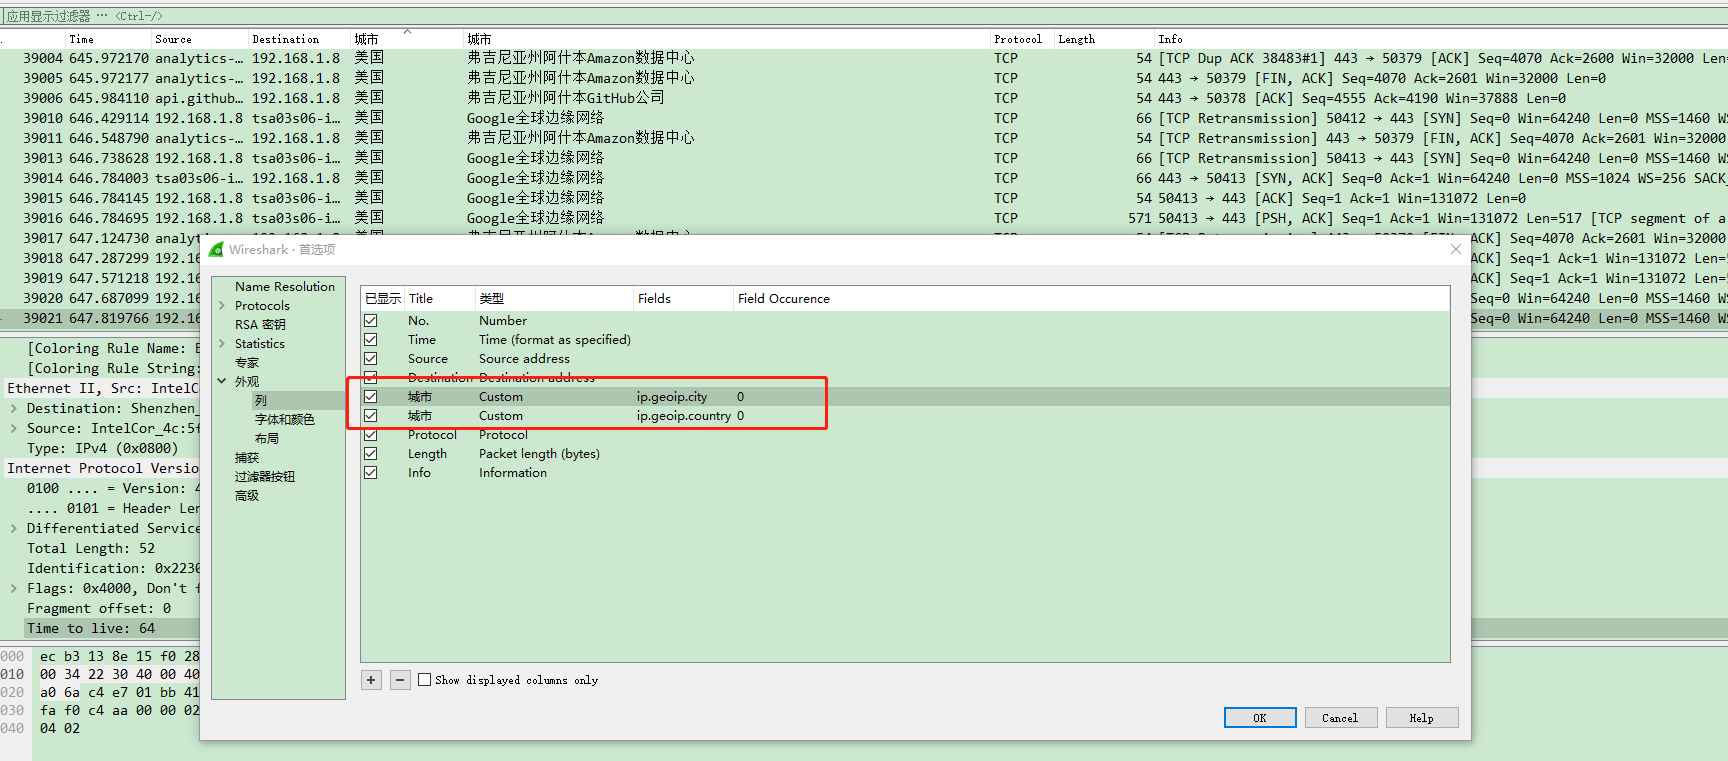 应用显示过滤器 ··· <Ctrl-/>
Time Source Destination 城市 城市 Protocol Length Info
39004 645.972170 analytics-… 192.168.1.8 美国 弗吉尼亚州阿什本Amazon数据中心 TCP 54 [TCP Dup ACK 38483#1] 443 → 50379 [ACK] Seq=4070 Ack=2600 Win=32000 Len=
39005 645.972177 analytics-… 192.168.1.8 美国 弗吉尼亚州阿什本Amazon数据中心 TCP 54 443 → 50379 [FIN, ACK] Seq=4070 Ack=2601 Win=32000 Len=0
39006 645.984110 api.github… 192.168.1.8 美国 弗吉尼亚州阿什本GitHub公司 TCP 54 443 → 50378 [ACK] Seq=4555 Ack=4190 Win=37888 Len=0
39010 646.429114 192.168.1.8 tsa03s06-i… 美国 Google全球边缘网络 TCP 66 [TCP Retransmission] 50412 → 443 [SYN] Seq=0 Win=64240 Len=0 MSS=1460 WS
39011 646.548790 analytics-… 192.168.1.8 美国 弗吉尼亚州阿什本Amazon数据中心 TCP 54 [TCP Retransmission] 443 → 50379 [FIN, ACK] Seq=4070 Ack=2601 Win=32000
39013 646.738628 192.168.1.8 tsa03s06-i… 美国 Google全球边缘网络 TCP 66 [TCP Retransmission] 50413 → 443 [SYN] Seq=0 Win=64240 Len=0 MSS=1460 WS
39014 646.784003 tsa03s06-i… 192.168.1.8 美国 Google全球边缘网络 TCP 66 443 → 50413 [SYN, ACK] Seq=0 Ack=1 Win=64240 Len=0 MSS=1024 WS=256 SACK_
39015 646.784145 192.168.1.8 tsa03s06-i… 美国 Google全球边缘网络 TCP 54 50413 → 443 [ACK] Seq=1 Ack=1 Win=131072 Len=0
39016 646.784695 192.168.1.8 tsa03s06-i… 美国 Google全球边缘网络 TCP 571 50413 → 443 [PSH, ACK] Seq=1 Ack=1 Win=131072 Len=517 [TCP segment of a
39017 647.124730 analyt ACK] Seq=4070 Ack=2601 Win=32000
39018 647.287299 192.16 ACK] Seq=1 Ack=1 Win=131072 Len=5
39019 647.571218 192.16 ACK] Seq=1 Ack=1 Win=131072 Len=5
39020 647.687099 192.16 Seq=0 Win=64240 Len=0 MSS=1460 WS
39021 647.819766 192.16 Seq=0 Win=64240 Len=0 MSS=1460 WS
[Coloring Rule Name:
[Coloring Rule String:
Ethernet II, Src: IntelCo
Destination: Shenzhen_
Source: IntelCor_4c:5f
Type: IPv4 (0x0800)
Internet Protocol Versio
0100 .... = Version: 4
.... 0101 = Header Len
Differentiated Service
Total Length: 52
Identification: 0x2230
Flags: 0x4000, Don't f
Fragment offset: 0
Time to live: 64
000 ec b3 13 8e 15 f0 28
010 00 34 22 30 40 00 40
020 a0 6a c4 e7 01 bb 41
030 fa f0 c4 aa 00 00 02
040 04 02
Wireshark · 首选项
Name Resolution
Protocols
RSA 密钥
Statistics
专家
外观
列
字体和颜色
布局
捕获
过滤器按钮
高级
已显示 Title 类型 Fields Field Occurence
No. Number
Time Time (format as specified)
Source Source address
Destination Destination address
城市 Custom ip.geoip.city 0
城市 Custom ip.geoip.country 0
Protocol Protocol
Length Packet length (bytes)
Info Information
+ − Show displayed columns only
OK Cancel Help